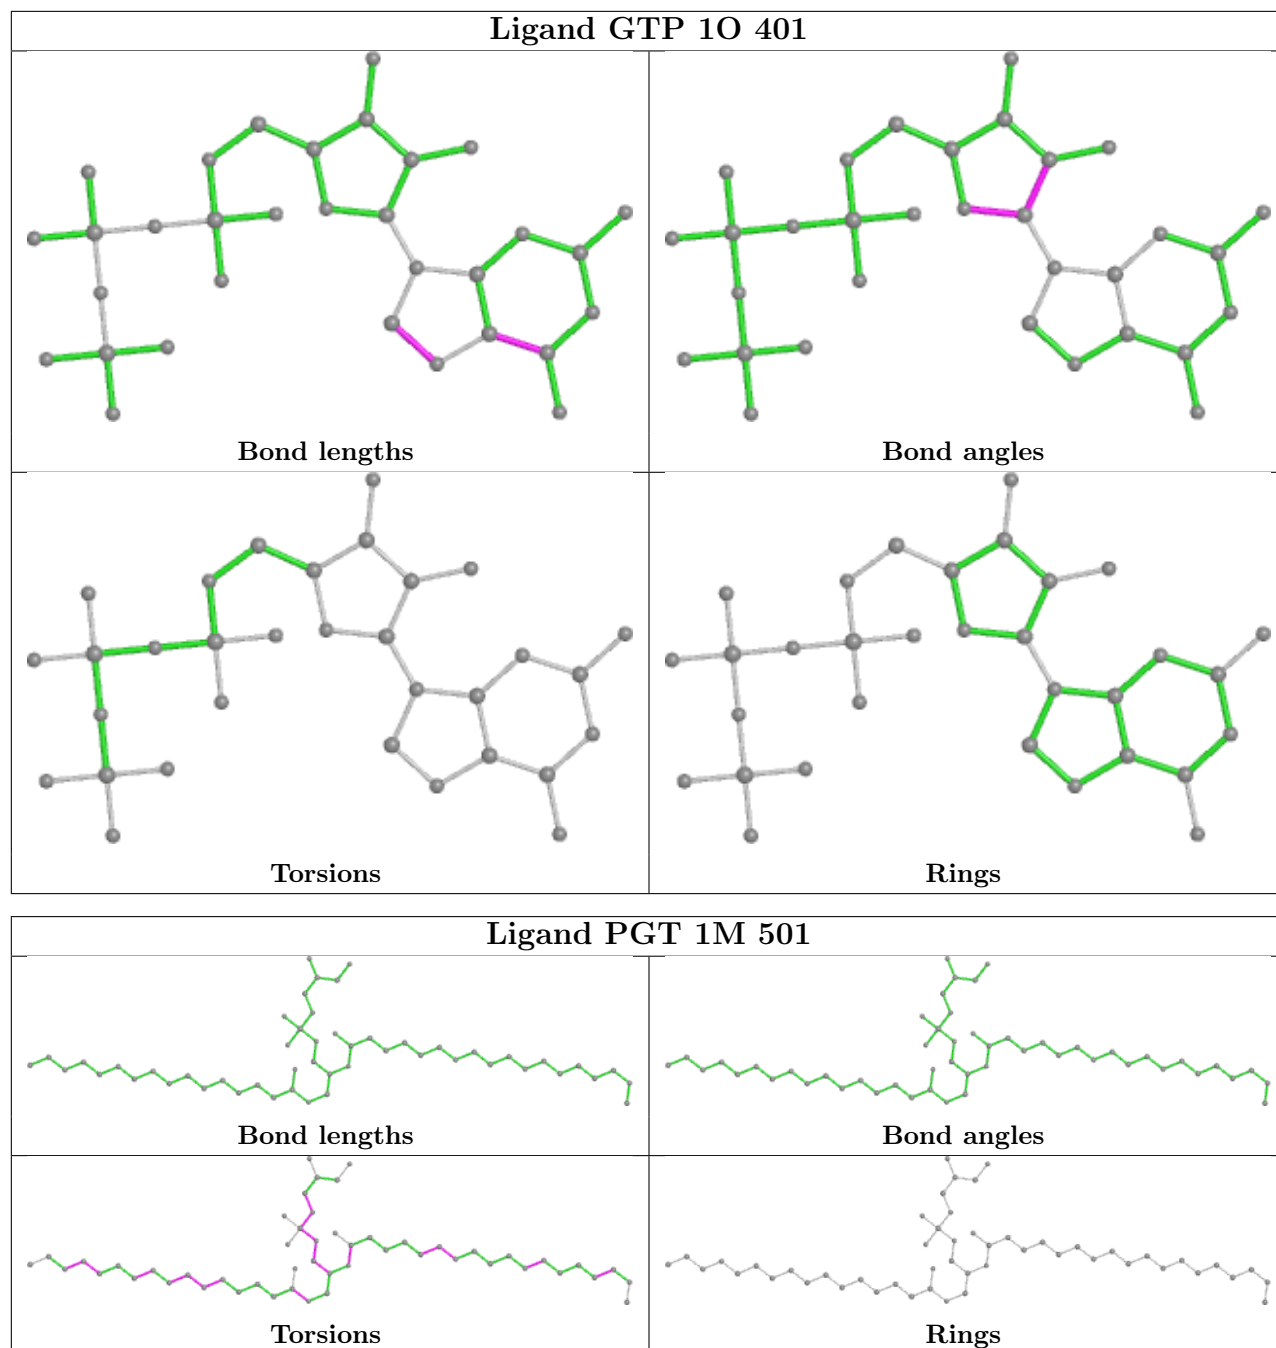 Ligand GTP 1O 401
Bond lengths
Bond angles
Torsions
Rings
Ligand PGT 1M 501
Bond lengths
Bond angles
Torsions
Rings